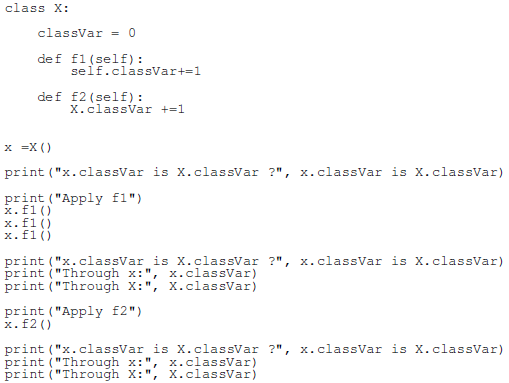 class X:
    classVar = 0
    def f1(self):
        self.classVar+=1
    def f2(self):
        X.classVar +=1
x =X()
print("x.classVar is X.classVar ?", x.classVar is X.classVar)
print("Apply f1")
x.f1()
x.f1()
x.f1()
print("x.classVar is X.classVar ?", x.classVar is X.classVar)
print("Through x:", x.classVar)
print("Through X:", X.classVar)
print("Apply f2")
x.f2()
print("x.classVar is X.classVar ?", x.classVar is X.classVar)
print("Through x:", x.classVar)
print("Through X:", X.classVar)